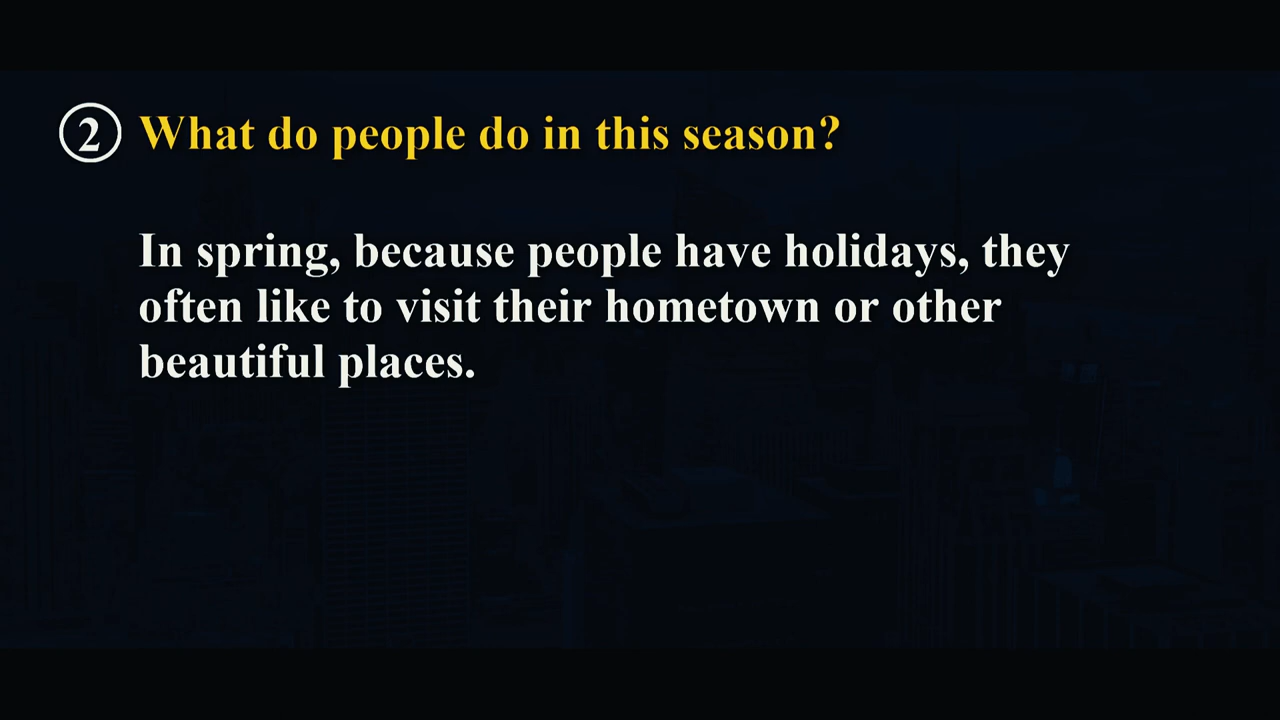 ② What do people do in this season?
In spring, because people have holidays, they
often like to visit their hometown or other
beautiful places.